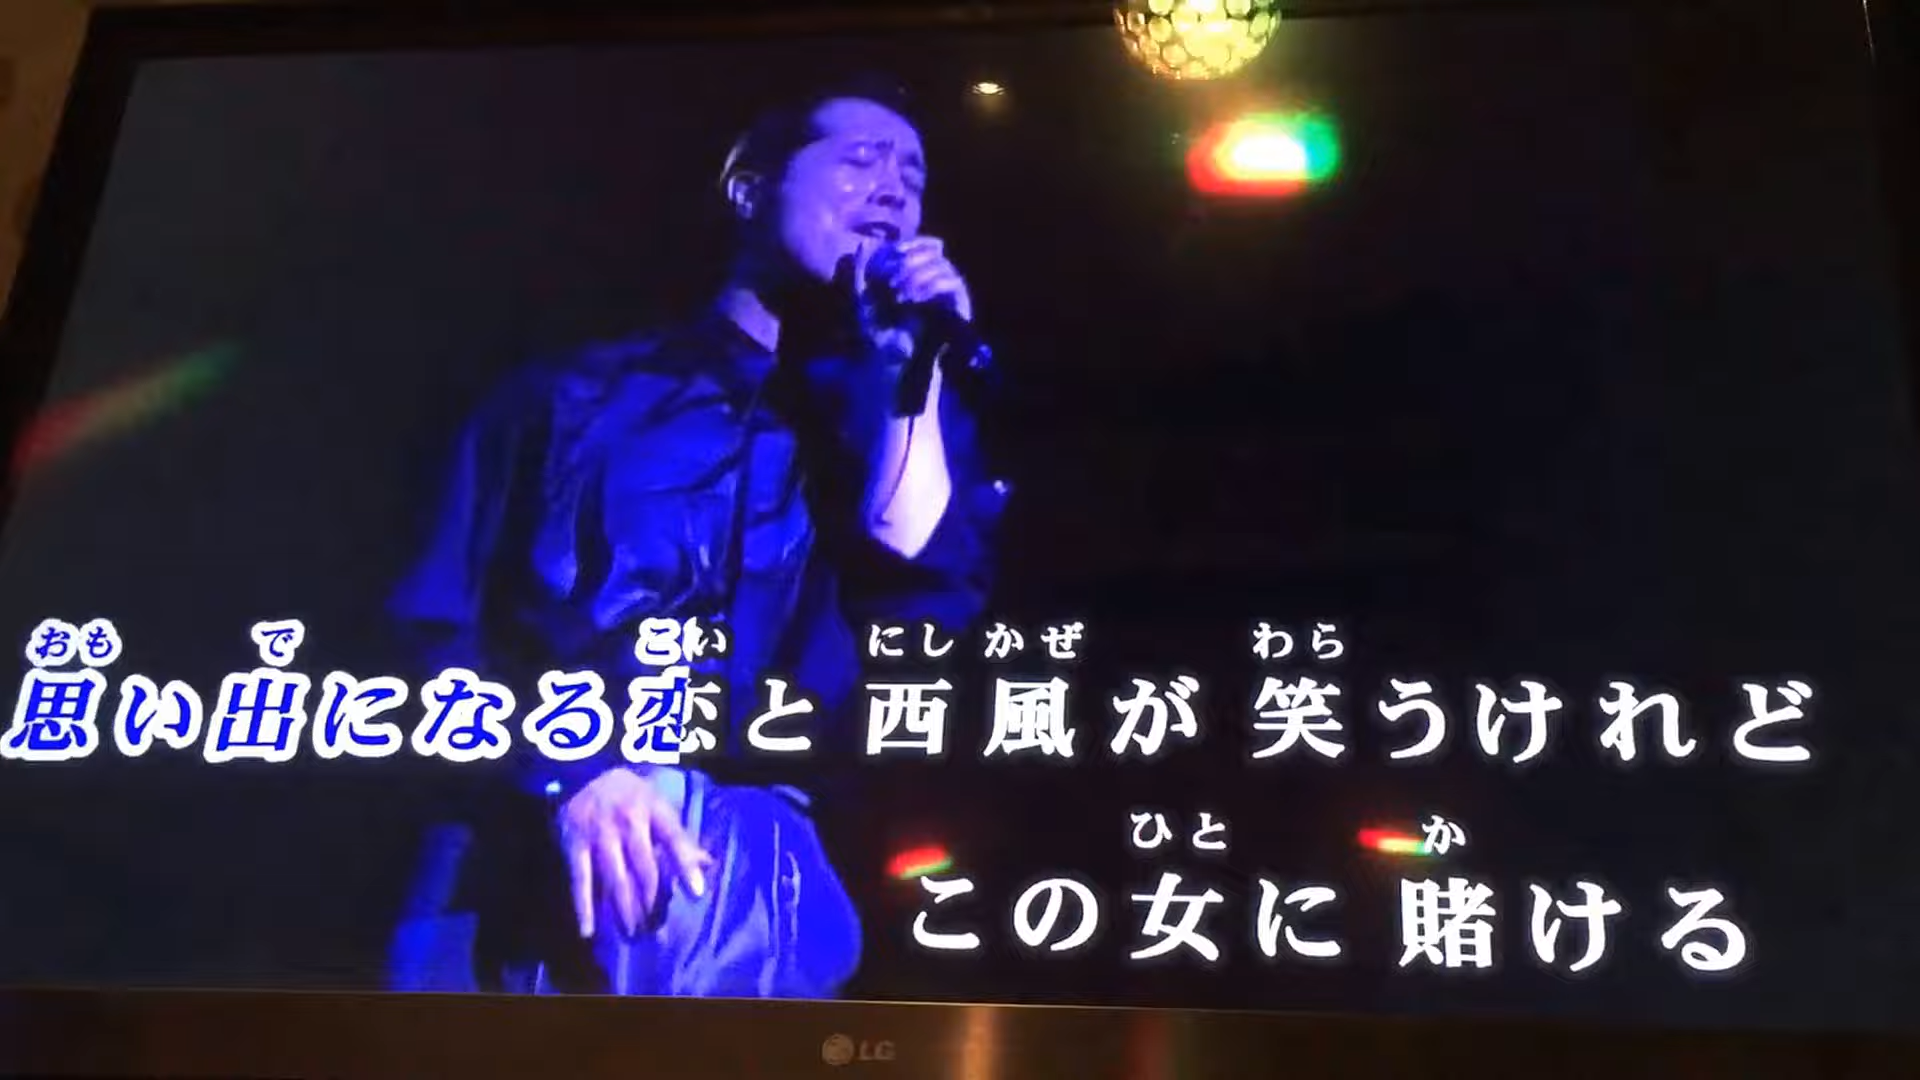 おも で こい にし かぜ わら
思い出になる恋と 西風が 笑うけれど
ひと か
この女に 賭ける
LG